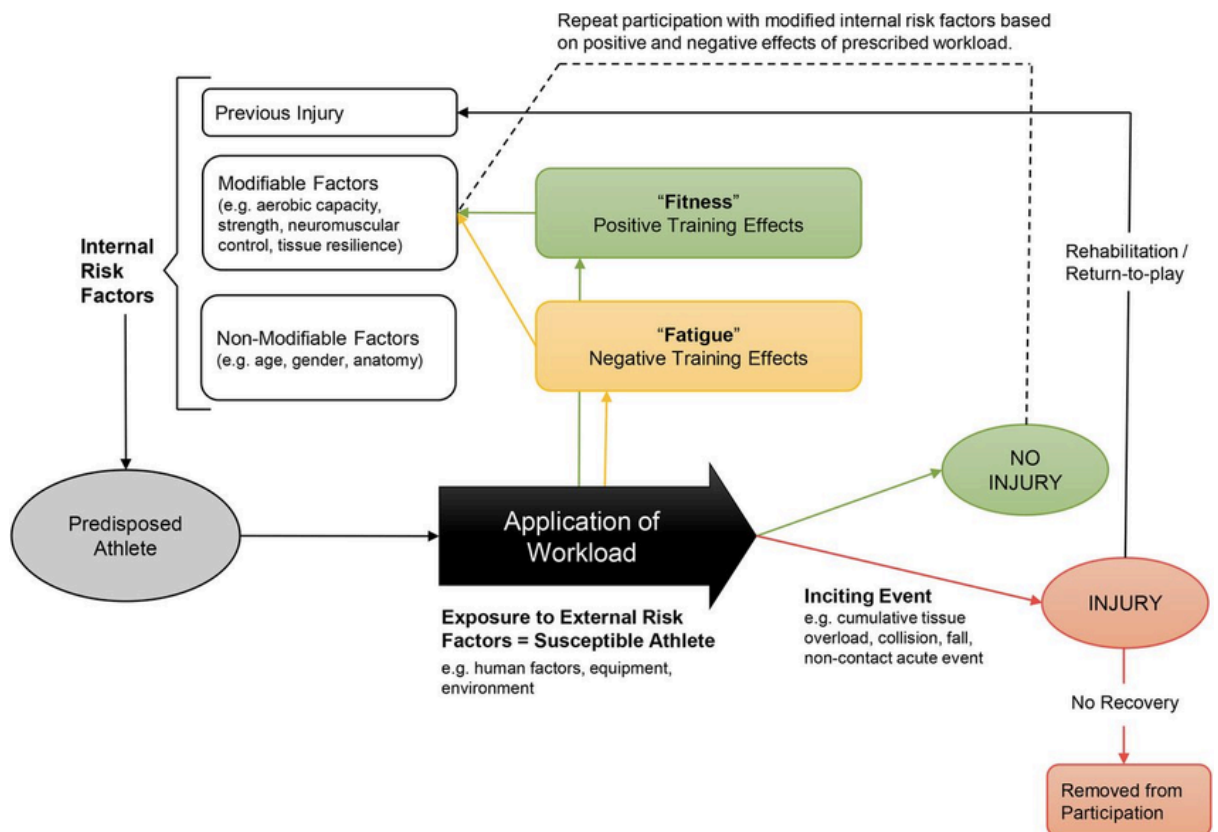 Repeat participation with modified internal risk factors based
on positive and negative effects of prescribed workload.
Previous Injury
Modifiable Factors
(e.g. aerobic capacity,
strength, neuromuscular
control, tissue resilience)
Internal
Risk
Factors
Non-Modifiable Factors
(e.g. age, gender, anatomy)
“Fitness”
Positive Training Effects
“Fatigue”
Negative Training Effects
Rehabilitation /
Return-to-play
Predisposed
Athlete
Application of
Workload
Exposure to External Risk
Factors = Susceptible Athlete
e.g. human factors, equipment,
environment
NO
INJURY
Inciting Event
e.g. cumulative tissue
overload, collision, fall,
non-contact acute event
INJURY
No Recovery
Removed from
Participation